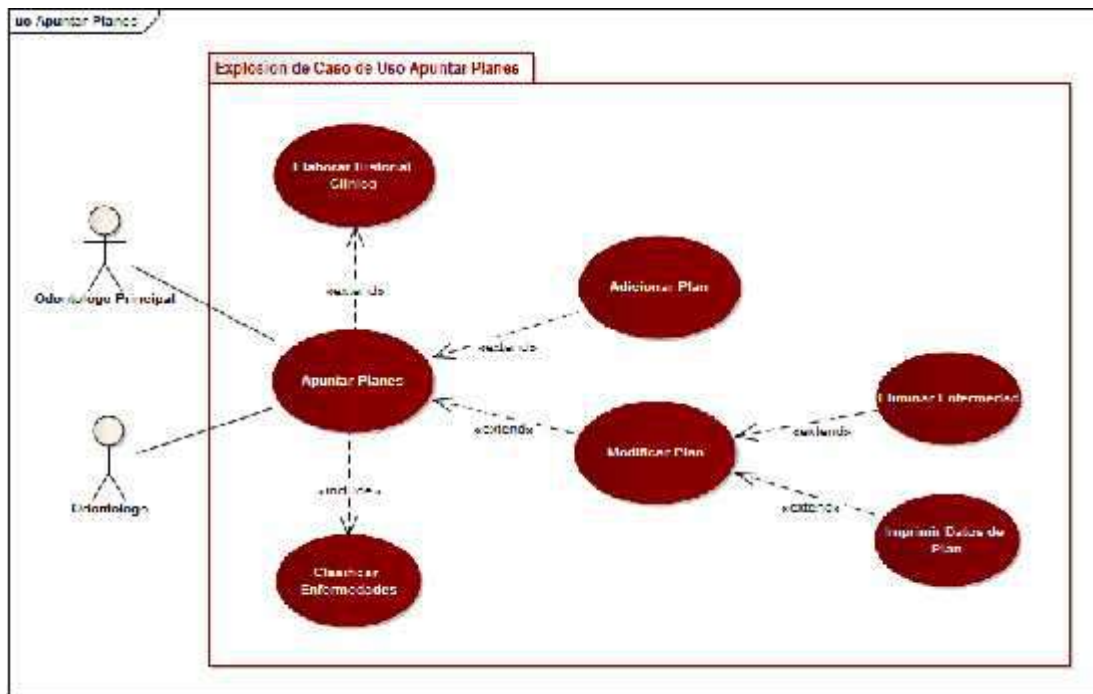 uc Apuntar Planes
Explosion de Caso de Uso Apuntar Planes
Elaborar Historial
Clinico
«extend»
Odontologo Principal
Adicionar Plan
«extend»
Apuntar Planes
Eliminar Enfermedad
«extend»
«extend»
Modificar Plan
Odontologo
«include»
«extend»
Imprimir Datos de
Plan
Clasificar
Enfermedades